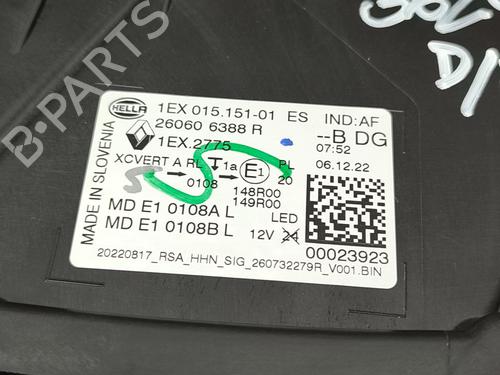 B-PARTS
HELLA
1EX 015.151-01 ES IND:AF
26060 6388 R --B DG
1EX.2775 07:52
XCVERT A RL 1a E1 PL 06.12.22
0108 20
148R00
149R00
MADE IN SLOVENIA
MD E1 0108A L LED
MD E1 0108B L 12V 24
00023923
20220817_RSA_HHN_SIG_260732279R_V001.BIN